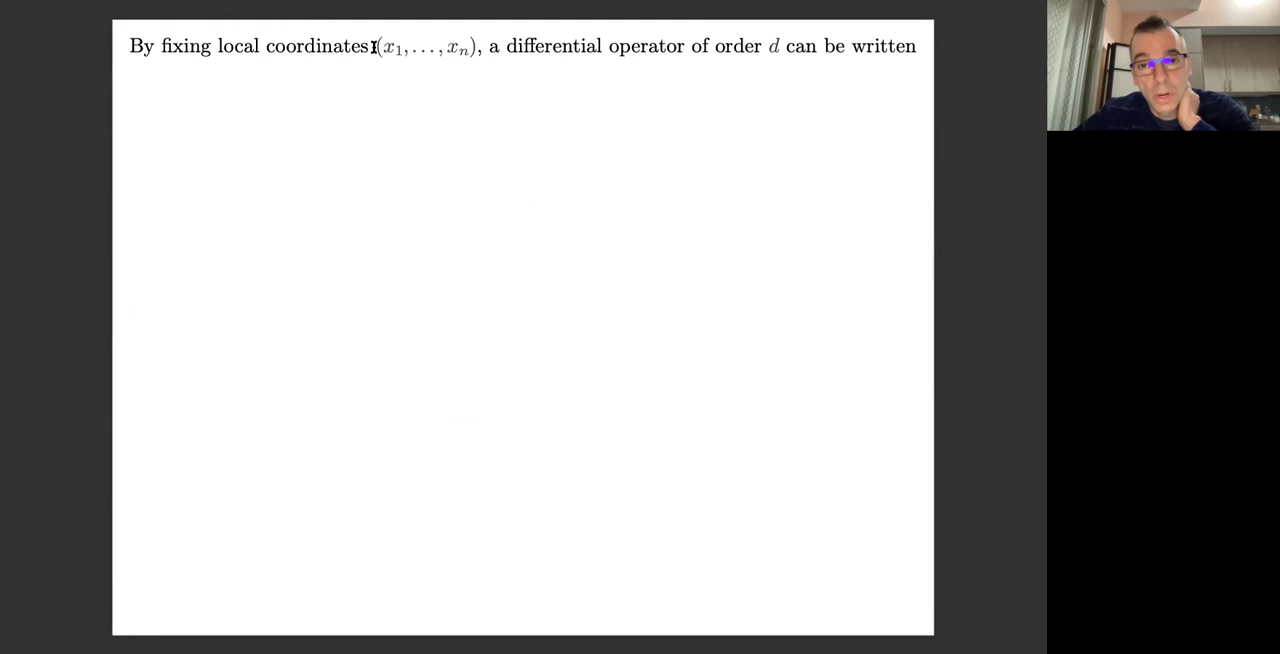 By fixing local coordinates (x₁, . . . , xₙ), a differential operator of order d can be written